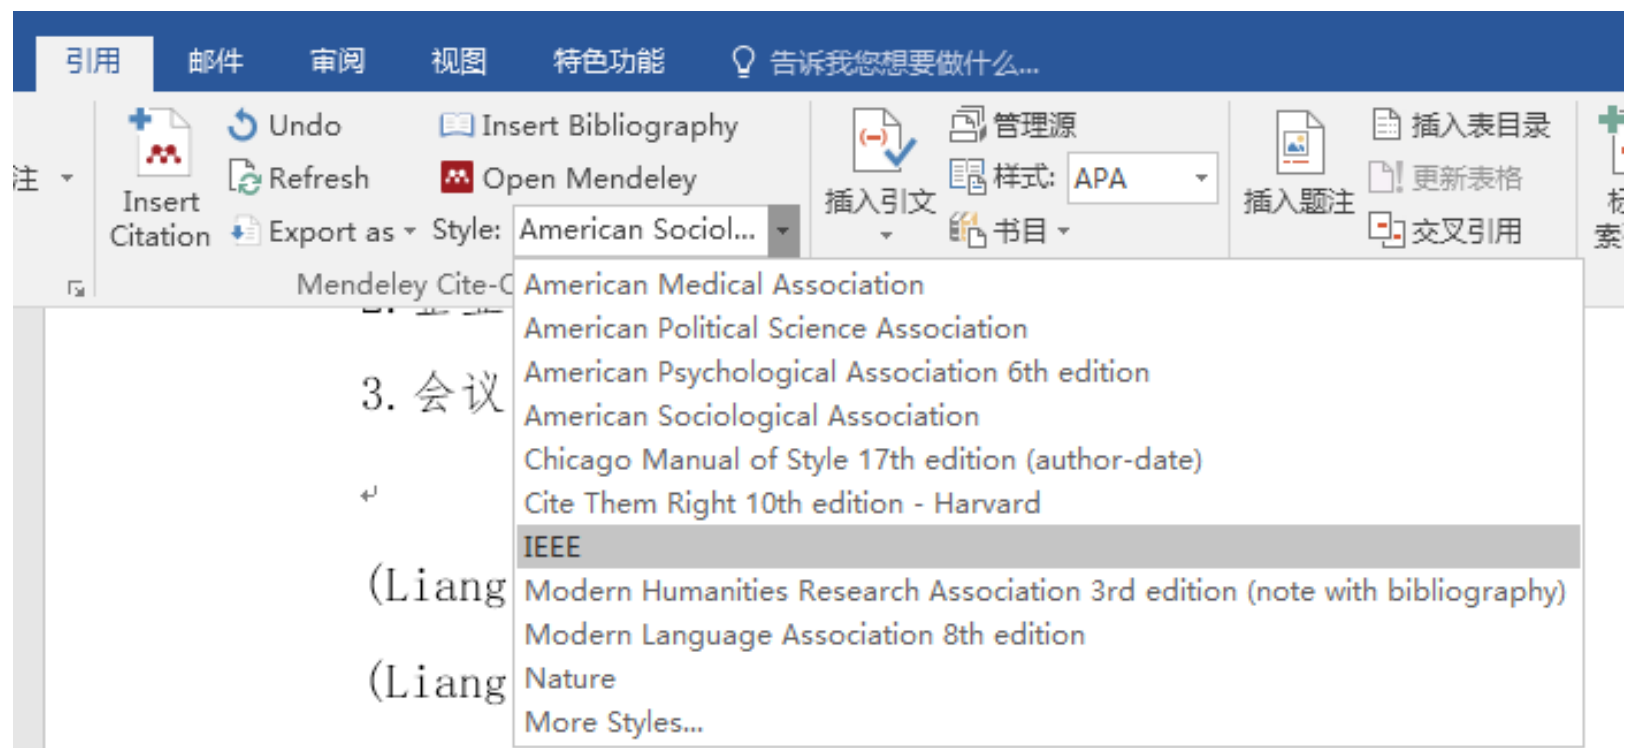 引用 邮件 审阅 视图 特色功能 告诉我您想要做什么...
Undo Insert Bibliography 管理源 插入表目录
注 Refresh Open Mendeley 样式: APA 更新表格
Insert Citation Export as Style: American Sociol... 插入引文 书目 插入题注 交叉引用
Mendeley Cite-
American Medical Association
American Political Science Association
American Psychological Association 6th edition
3. 会议
American Sociological Association
Chicago Manual of Style 17th edition (author-date)
Cite Them Right 10th edition - Harvard
IEEE
(Liang
Modern Humanities Research Association 3rd edition (note with bibliography)
Modern Language Association 8th edition
(Liang
Nature
More Styles...